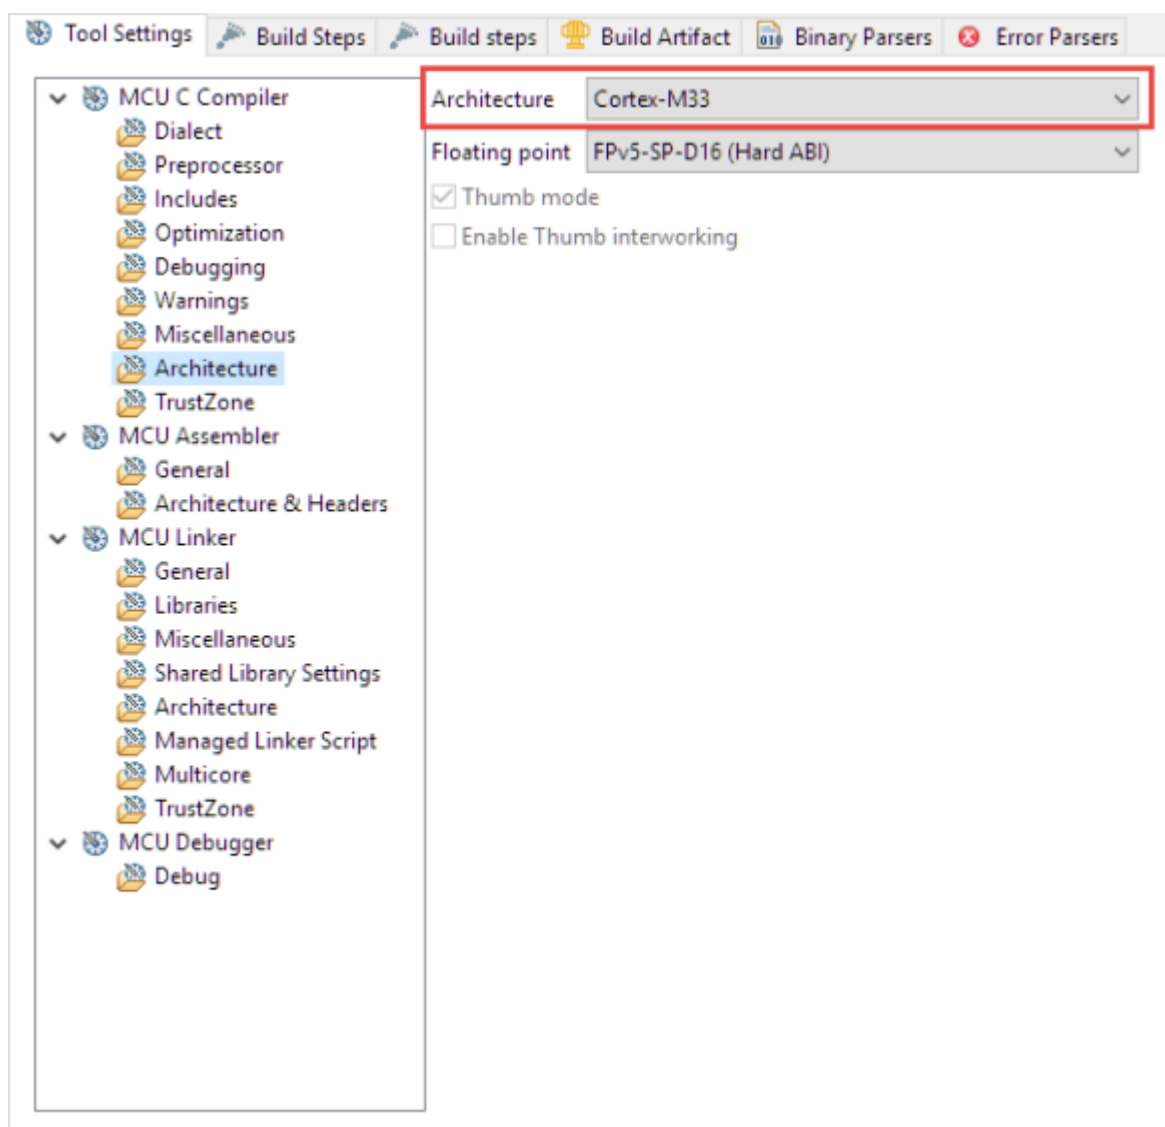 Tool Settings Build Steps Build steps Build Artifact 010 Binary Parsers Error Parsers
MCU C Compiler
Dialect
Preprocessor
Includes
Optimization
Debugging
Warnings
Miscellaneous
Architecture
TrustZone
MCU Assembler
General
Architecture & Headers
MCU Linker
General
Libraries
Miscellaneous
Shared Library Settings
Architecture
Managed Linker Script
Multicore
TrustZone
MCU Debugger
Debug
Architecture Cortex-M33
Floating point FPv5-SP-D16 (Hard ABI)
Thumb mode
Enable Thumb interworking